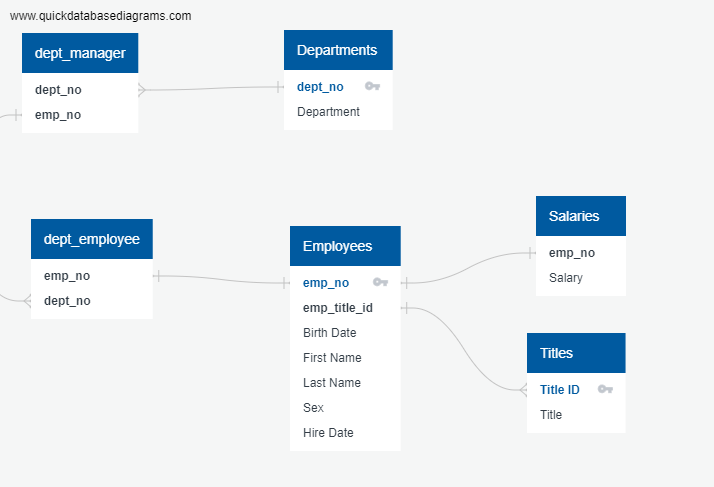 www.quickdatabasediagrams.com
dept_manager
dept_no
emp_no
Departments
dept_no
Department
dept_employee
emp_no
dept_no
Employees
emp_no
emp_title_id
Birth Date
First Name
Last Name
Sex
Hire Date
Salaries
emp_no
Salary
Titles
Title ID
Title